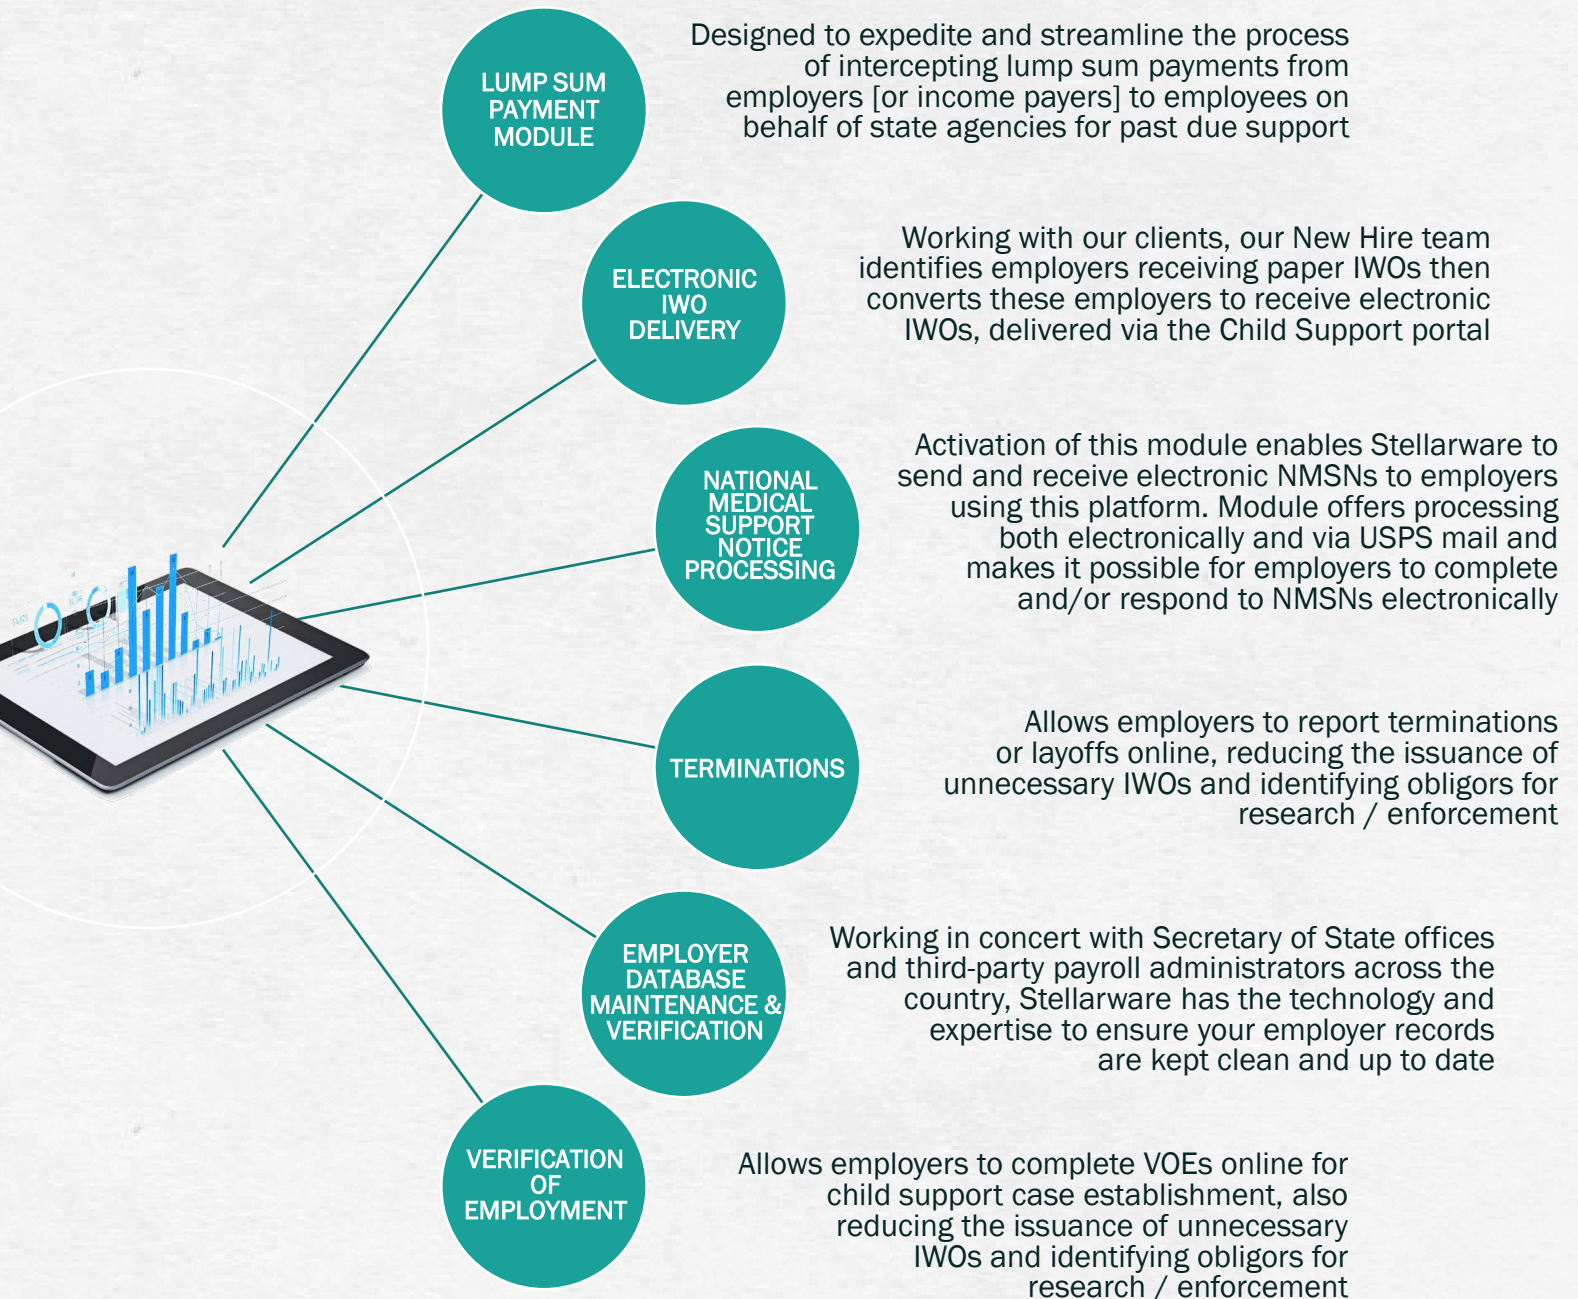 LUMP SUM
PAYMENT
MODULE
Designed to expedite and streamline the process
of intercepting lump sum payments from
employers [or income payers] to employees on
behalf of state agencies for past due support
ELECTRONIC
IWO
DELIVERY
Working with our clients, our New Hire team
identifies employers receiving paper IWOs then
converts these employers to receive electronic
IWOs, delivered via the Child Support portal
NATIONAL
MEDICAL
SUPPORT
NOTICE
PROCESSING
Activation of this module enables Stellarware to
send and receive electronic NMSNs to employers
using this platform. Module offers processing
both electronically and via USPS mail and
makes it possible for employers to complete
and/or respond to NMSNs electronically
TERMINATIONS
Allows employers to report terminations
or layoffs online, reducing the issuance of
unnecessary IWOs and identifying obligors for
research / enforcement
EMPLOYER
DATABASE
MAINTENANCE &
VERIFICATION
Working in concert with Secretary of State offices
and third-party payroll administrators across the
country, Stellarware has the technology and
expertise to ensure your employer records
are kept clean and up to date
VERIFICATION
OF
EMPLOYMENT
Allows employers to complete VOEs online for
child support case establishment, also
reducing the issuance of unnecessary
IWOs and identifying obligors for
research / enforcement